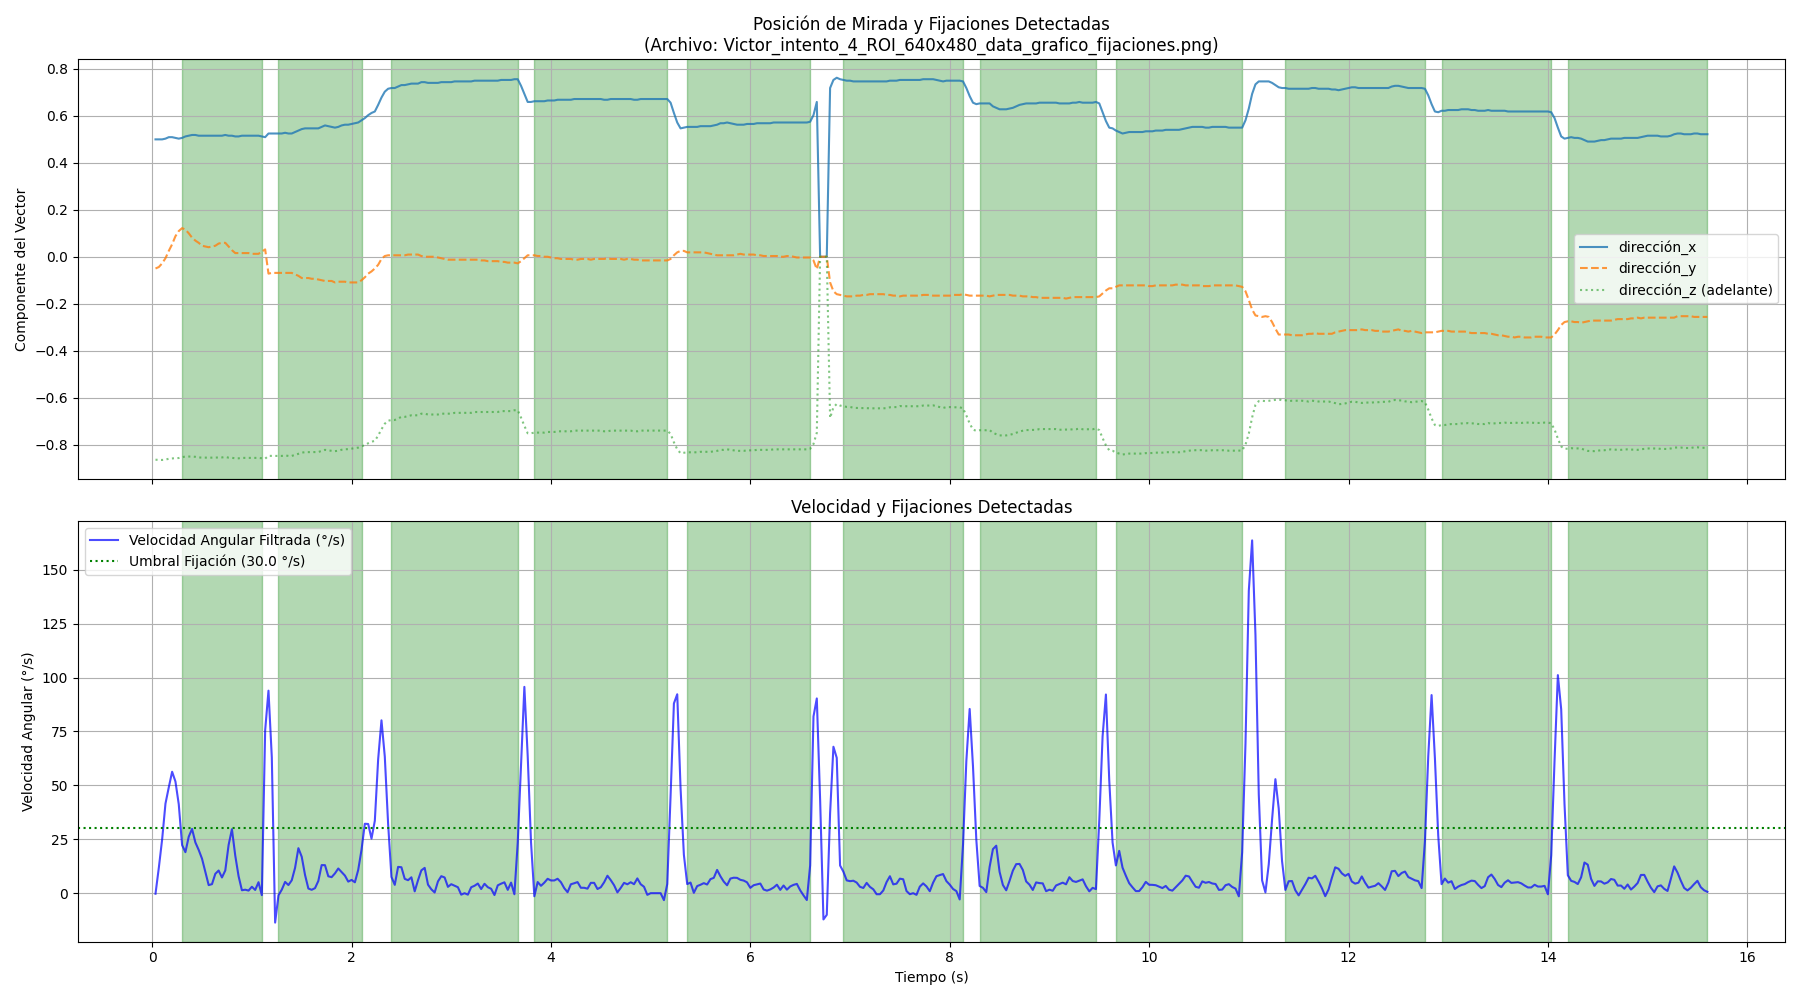 Posición de Mirada y Fijaciones Detectadas
(Archivo: Victor_intento_4_ROI_640x480_data_grafico_fijaciones.png)
Componente del Vector
0.8
0.6
0.4
0.2
0.0
−0.2
−0.4
−0.6
−0.8
dirección_x
dirección_y
dirección_z (adelante)
Velocidad y Fijaciones Detectadas
Velocidad Angular (°/s)
150
125
100
75
50
25
0
Velocidad Angular Filtrada (°/s)
Umbral Fijación (30.0 °/s)
0 2 4 6 8 10 12 14 16
Tiempo (s)